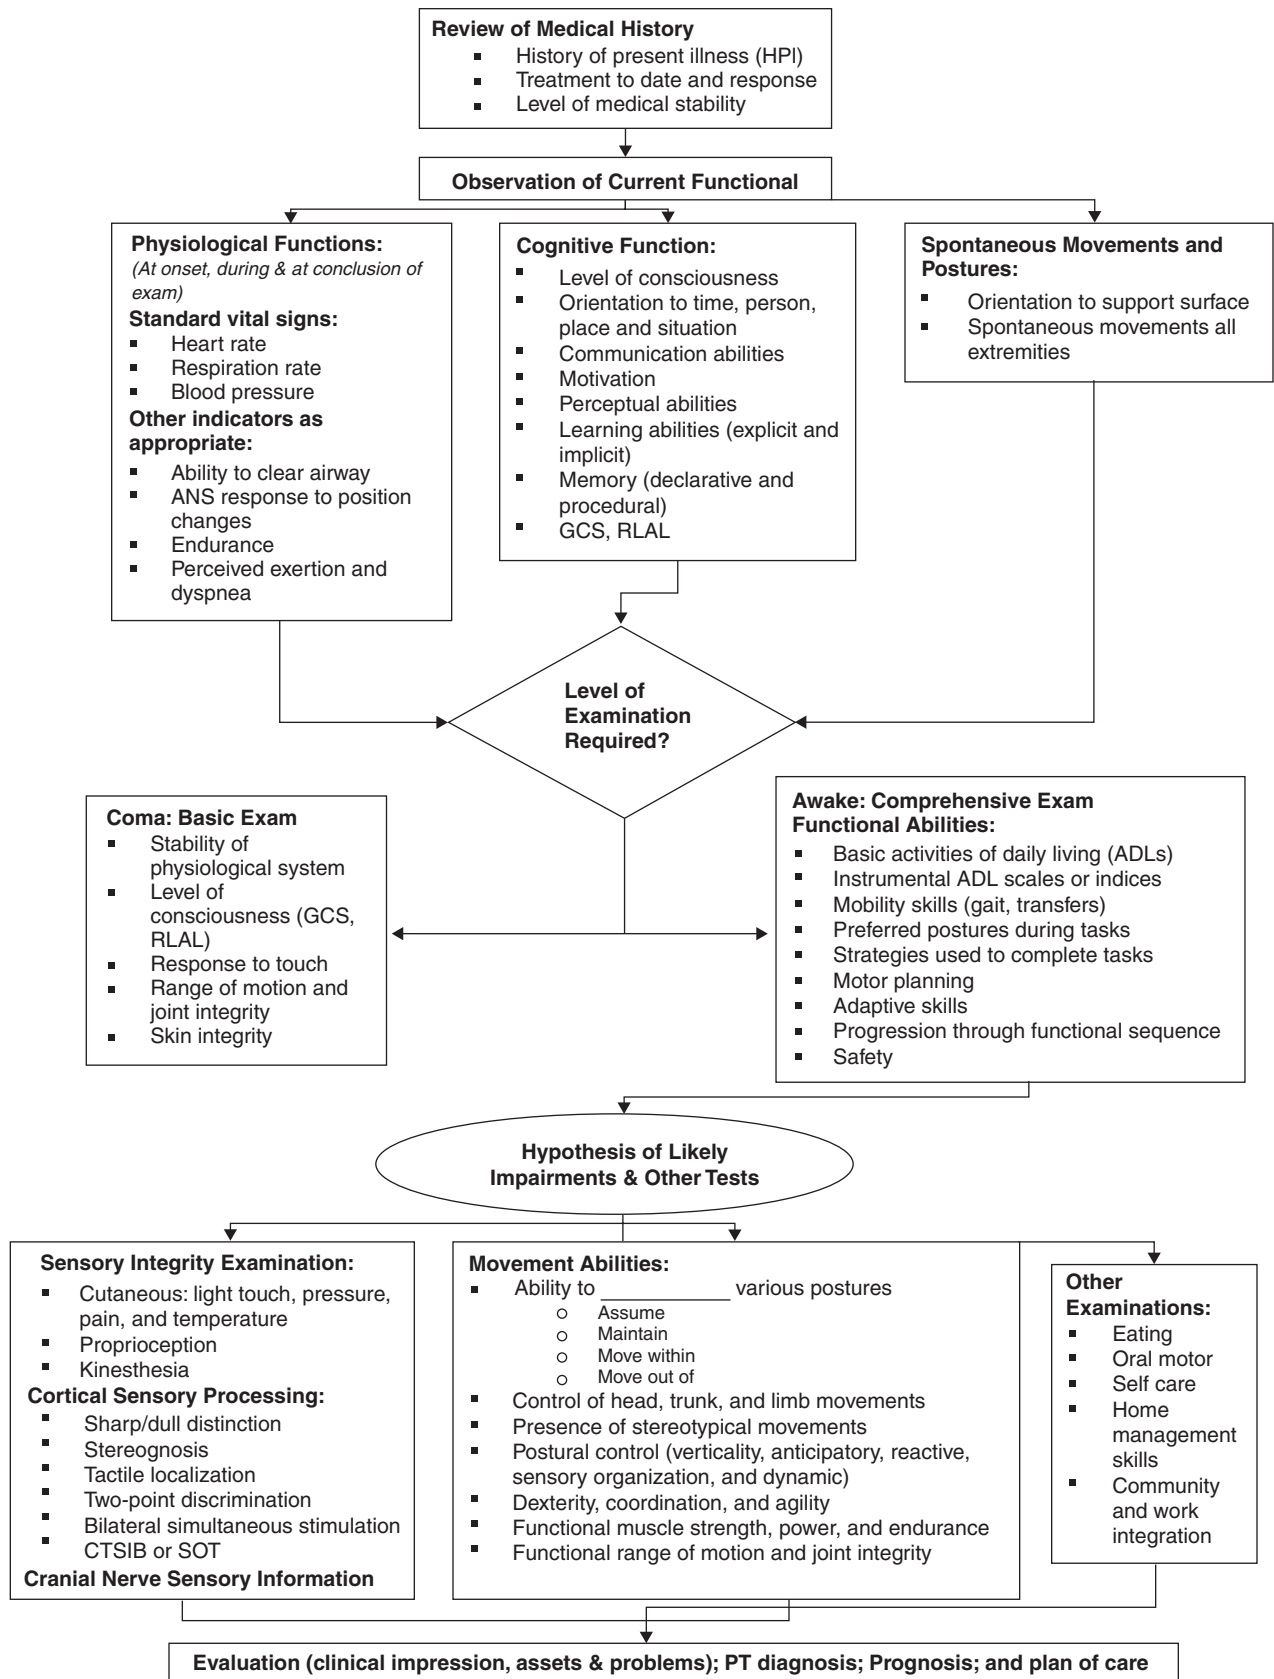 Review of Medical History
▪ History of present illness (HPI)
▪ Treatment to date and response
▪ Level of medical stability
Observation of Current Functional
Physiological Functions:
(At onset, during & at conclusion of
exam)
Standard vital signs:
▪ Heart rate
▪ Respiration rate
▪ Blood pressure
Other indicators as
appropriate:
▪ Ability to clear airway
▪ ANS response to position
changes
▪ Endurance
▪ Perceived exertion and
dyspnea
Cognitive Function:
▪ Level of consciousness
▪ Orientation to time, person,
place and situation
▪ Communication abilities
▪ Motivation
▪ Perceptual abilities
▪ Learning abilities (explicit and
implicit)
▪ Memory (declarative and
procedural)
▪ GCS, RLAL
Spontaneous Movements and
Postures:
▪ Orientation to support surface
▪ Spontaneous movements all
extremities
Level of
Examination
Required?
Coma: Basic Exam
▪ Stability of
physiological system
▪ Level of
consciousness (GCS,
RLAL)
▪ Response to touch
▪ Range of motion and
joint integrity
▪ Skin integrity
Awake: Comprehensive Exam
Functional Abilities:
▪ Basic activities of daily living (ADLs)
▪ Instrumental ADL scales or indices
▪ Mobility skills (gait, transfers)
▪ Preferred postures during tasks
▪ Strategies used to complete tasks
▪ Motor planning
▪ Adaptive skills
▪ Progression through functional sequence
▪ Safety
Hypothesis of Likely
Impairments & Other Tests
Sensory Integrity Examination:
▪ Cutaneous: light touch, pressure,
pain, and temperature
▪ Proprioception
▪ Kinesthesia
Cortical Sensory Processing:
▪ Sharp/dull distinction
▪ Stereognosis
▪ Tactile localization
▪ Two-point discrimination
▪ Bilateral simultaneous stimulation
▪ CTSIB or SOT
Cranial Nerve Sensory Information
Movement Abilities:
▪ Ability to ____________ various postures
○ Assume
○ Maintain
○ Move within
○ Move out of
▪ Control of head, trunk, and limb movements
▪ Presence of stereotypical movements
▪ Postural control (verticality, anticipatory, reactive,
sensory organization, and dynamic)
▪ Dexterity, coordination, and agility
▪ Functional muscle strength, power, and endurance
▪ Functional range of motion and joint integrity
Other
Examinations:
▪ Eating
▪ Oral motor
▪ Self care
▪ Home
management
skills
▪ Community
and work
integration
Evaluation (clinical impression, assets & problems); PT diagnosis; Prognosis; and plan of care